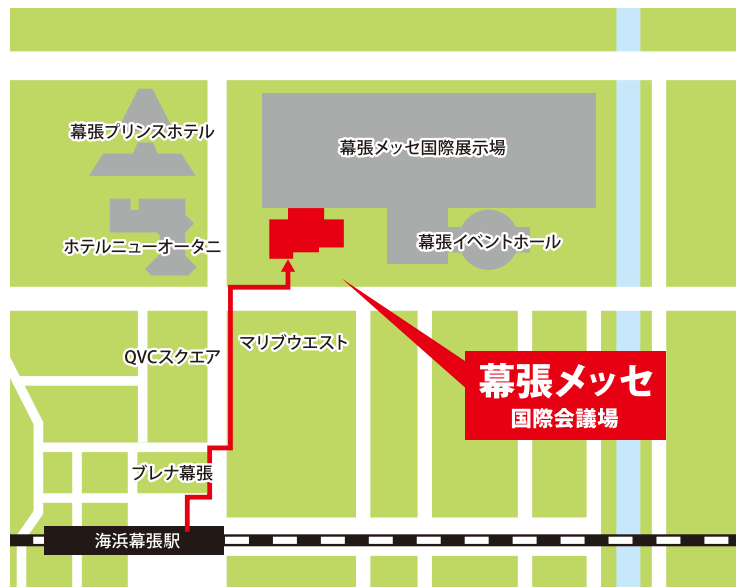 幕張プリンスホテル
幕張メッセ国際展示場
ホテルニューオータニ
幕張イベントホール
QVCスクエア
マリブウエスト
幕張メッセ
国際会議場
プレナ幕張
海浜幕張駅